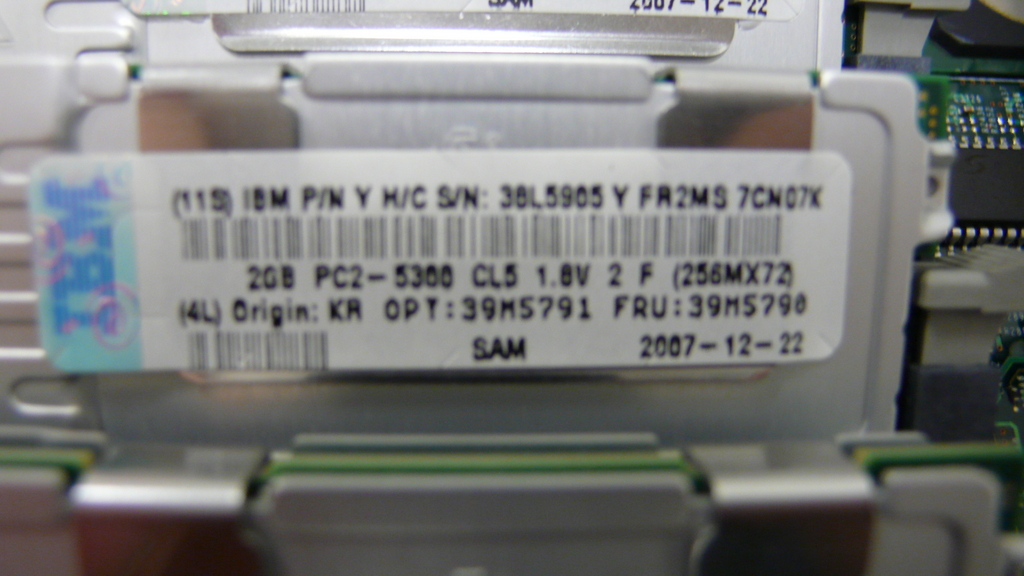 SAM 2007-12-22
IBM
(11S) IBM P/N Y H/C S/N: 38L5905 Y FR2MS 7CN07K
2GB PC2-5300 CL5 1.8V 2 F (256MX72)
(4L) Origin: KR OPT:39M5791 FRU:39M5790
SAM 2007-12-22